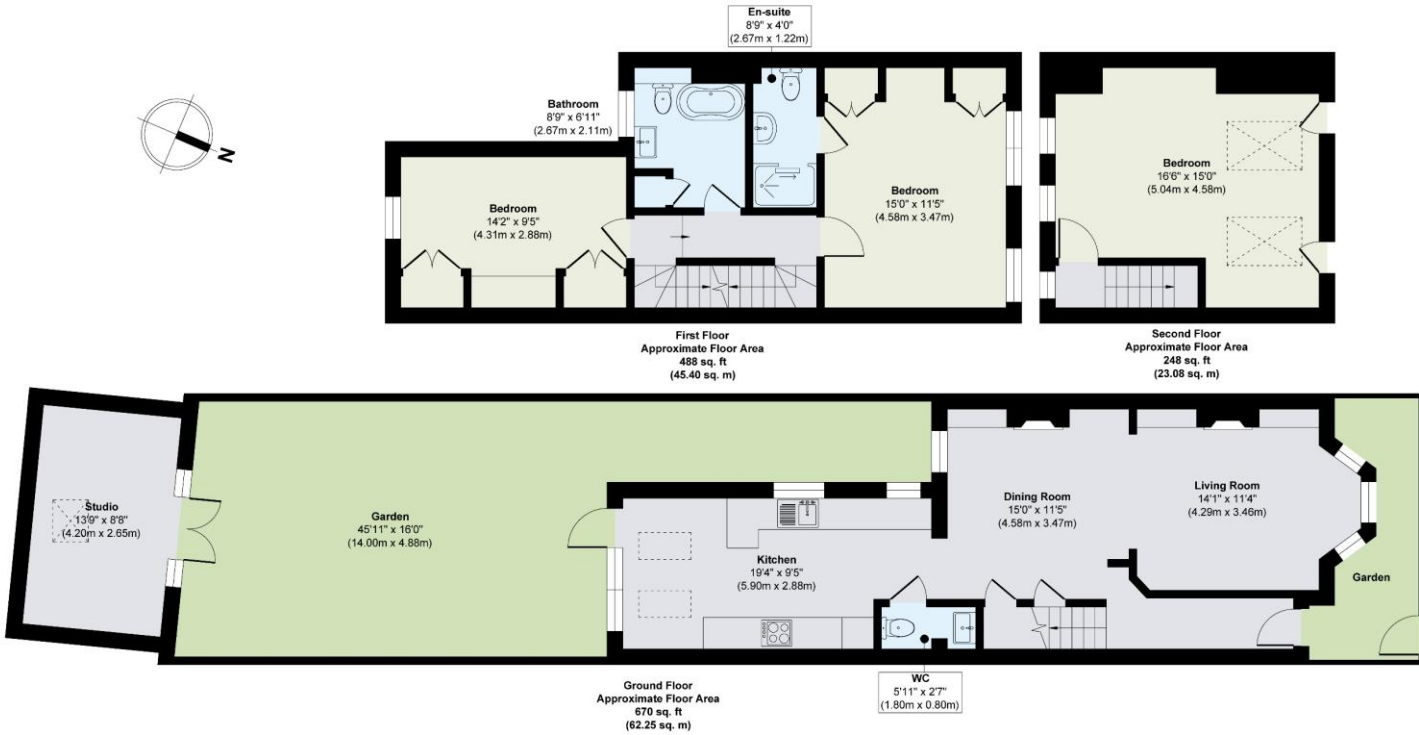 En-suite
8'9" x 4'0"
(2.67m x 1.22m)
Bathroom
8'9" x 6'11"
(2.67m x 2.11m)
N
Bedroom
14'2" x 9'5"
(4.31m x 2.88m)
Bedroom
15'0" x 11'5"
(4.58m x 3.47m)
Bedroom
16'6" x 15'0"
(5.04m x 4.58m)
First Floor
Approximate Floor Area
488 sq. ft
(45.40 sq. m)
Second Floor
Approximate Floor Area
248 sq. ft
(23.08 sq. m)
Studio
13'9" x 8'8"
(4.20m x 2.65m)
Garden
45'11" x 16'0"
(14.00m x 4.88m)
Kitchen
19'4" x 9'5"
(5.90m x 2.88m)
Dining Room
15'0" x 11'5"
(4.58m x 3.47m)
Living Room
14'1" x 11'4"
(4.29m x 3.46m)
Garden
WC
5'11" x 2'7"
(1.80m x 0.80m)
Ground Floor
Approximate Floor Area
670 sq. ft
(62.25 sq. m)